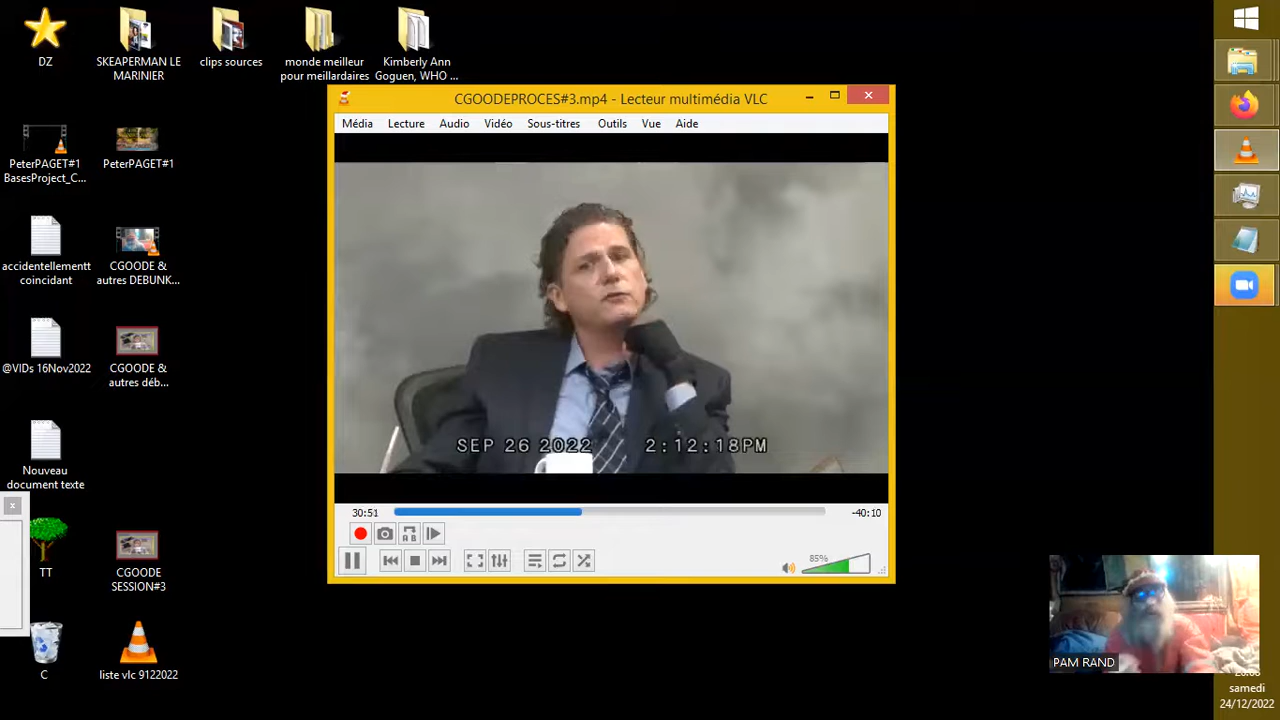 DZ
SKEAPERMAN LE
MARINIER
clips sources
monde meilleur
pour meillardaires
Kimberly Ann
Goguen, WHO ...
CGOODEPROCES#3.mp4 - Lecteur multimédia VLC
Média Lecture Audio Vidéo Sous-titres Outils Vue Aide
PeterPAGET#1
BasesProject_C...
PeterPAGET#1
accidentellementt
coincidant
CGOODE &
autres DEBUNK...
@VIDs 16Nov2022
CGOODE &
autres déb...
Nouveau
document texte
SEP 26 2022 2:12:18PM
30:51
-40:10
A B
85%
x
TT
CGOODE
SESSION#3
C
liste vlc 9122022
PAM RAND
samedi
24/12/2022